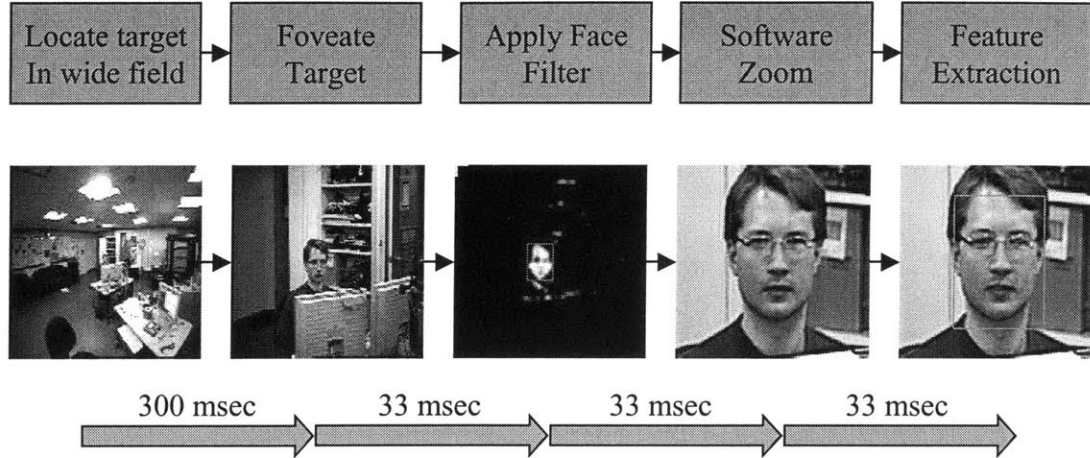 Locate target
In wide field
Foveate
Target
Apply Face
Filter
Software
Zoom
Feature
Extraction
300 msec
33 msec
33 msec
33 msec